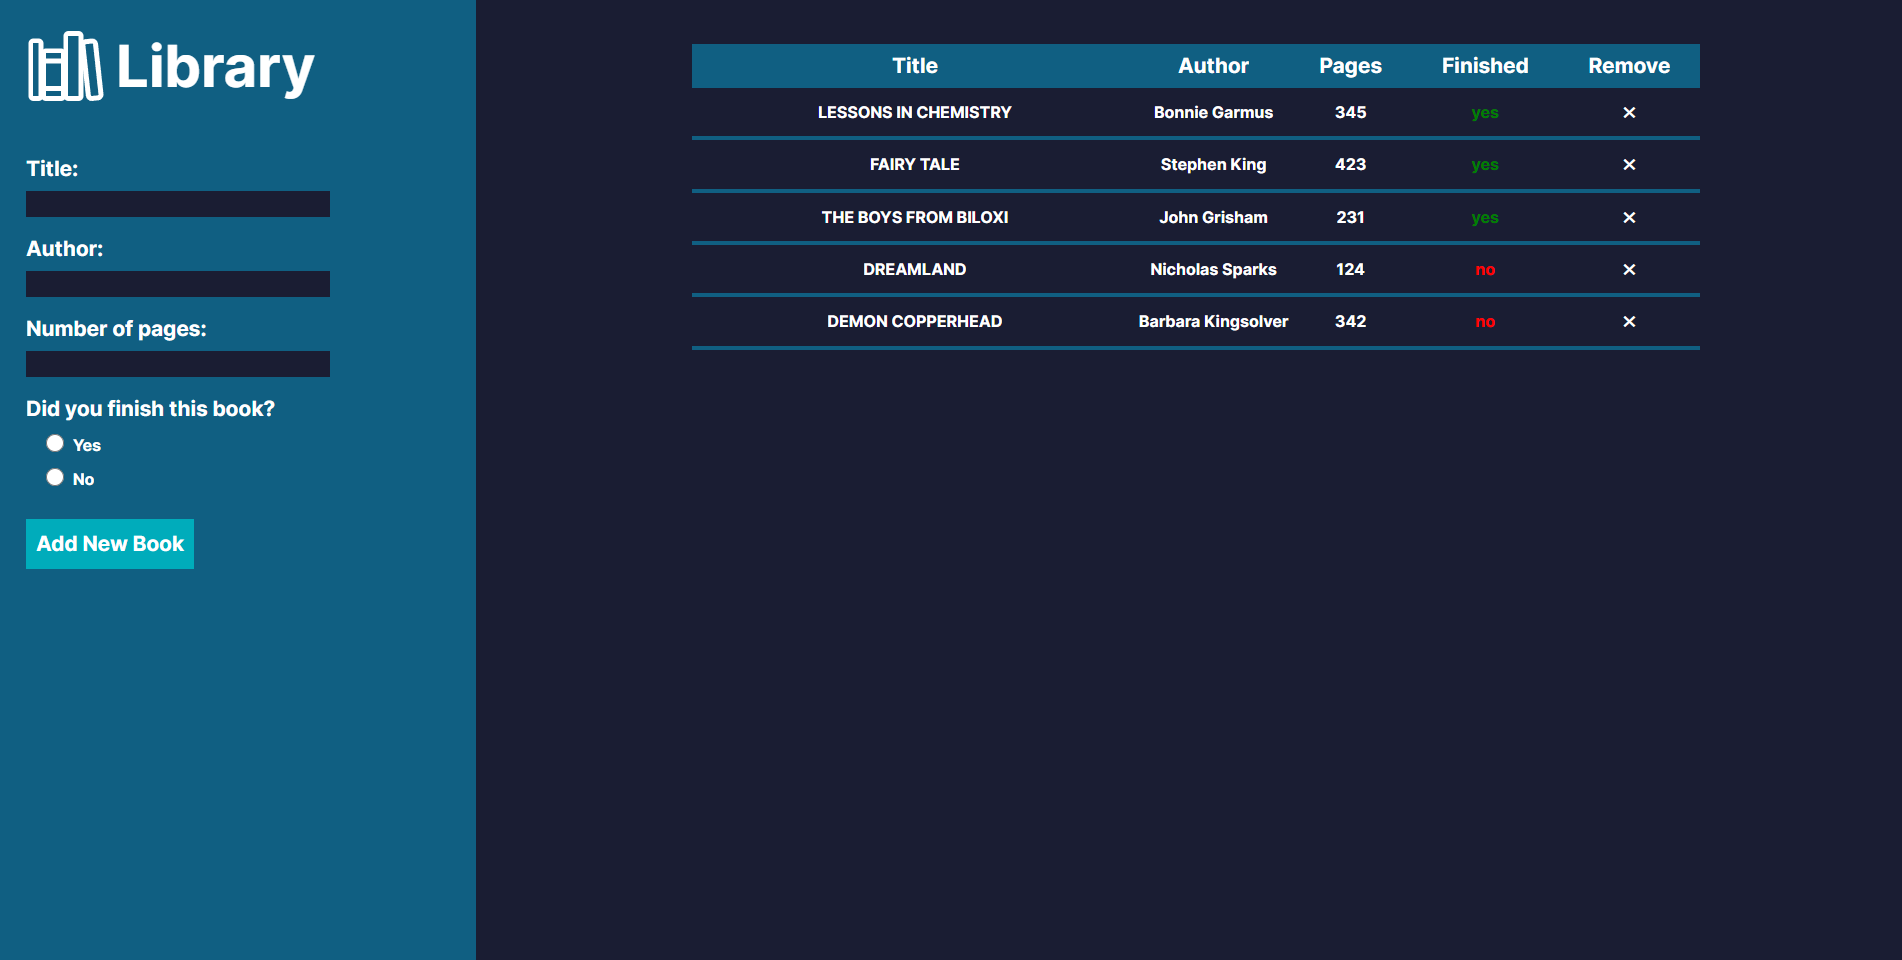 Library
Title:
Author:
Number of pages:
Did you finish this book?
Yes
No
Add New Book
Title Author Pages Finished Remove
LESSONS IN CHEMISTRY Bonnie Garmus 345 yes ✕
FAIRY TALE Stephen King 423 yes ✕
THE BOYS FROM BILOXI John Grisham 231 yes ✕
DREAMLAND Nicholas Sparks 124 no ✕
DEMON COPPERHEAD Barbara Kingsolver 342 no ✕